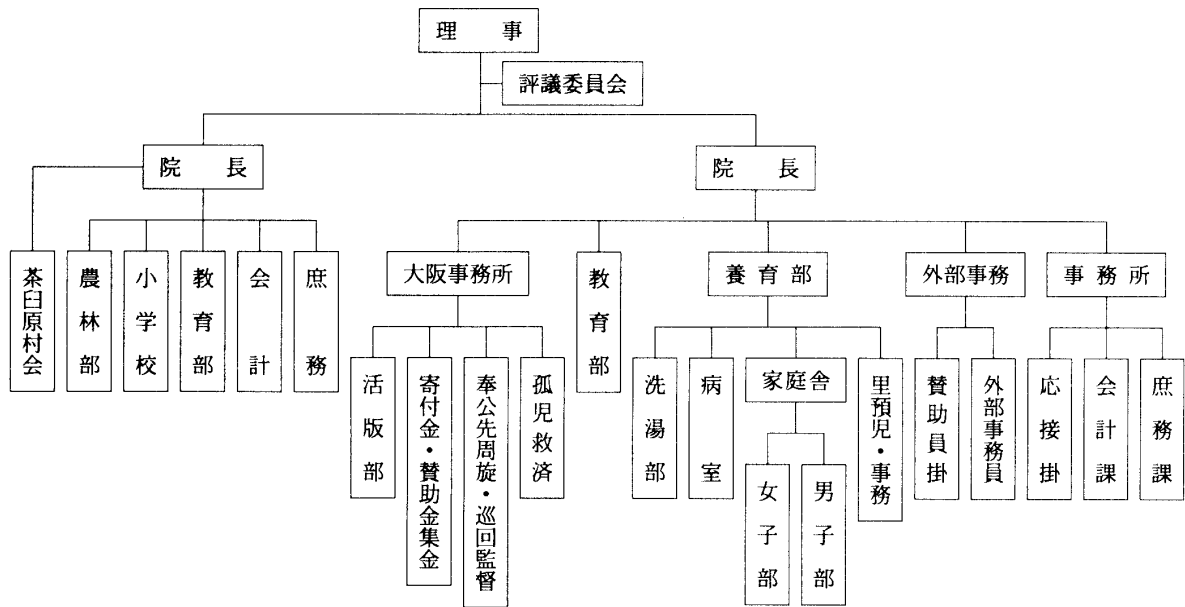 理事
評議委員会
院長
院長
茶臼原村会
農林部
小学校
教育部
会計
庶務
大阪事務所
教育部
養育部
外部事務
事務所
活版部
寄付金・賛助金集金
奉公先周旋・巡回監督
孤児救済
洗湯部
病室
家庭舎
里預児・事務
賛助員掛
外部事務員
応接掛
会計課
庶務課
女子部
男子部